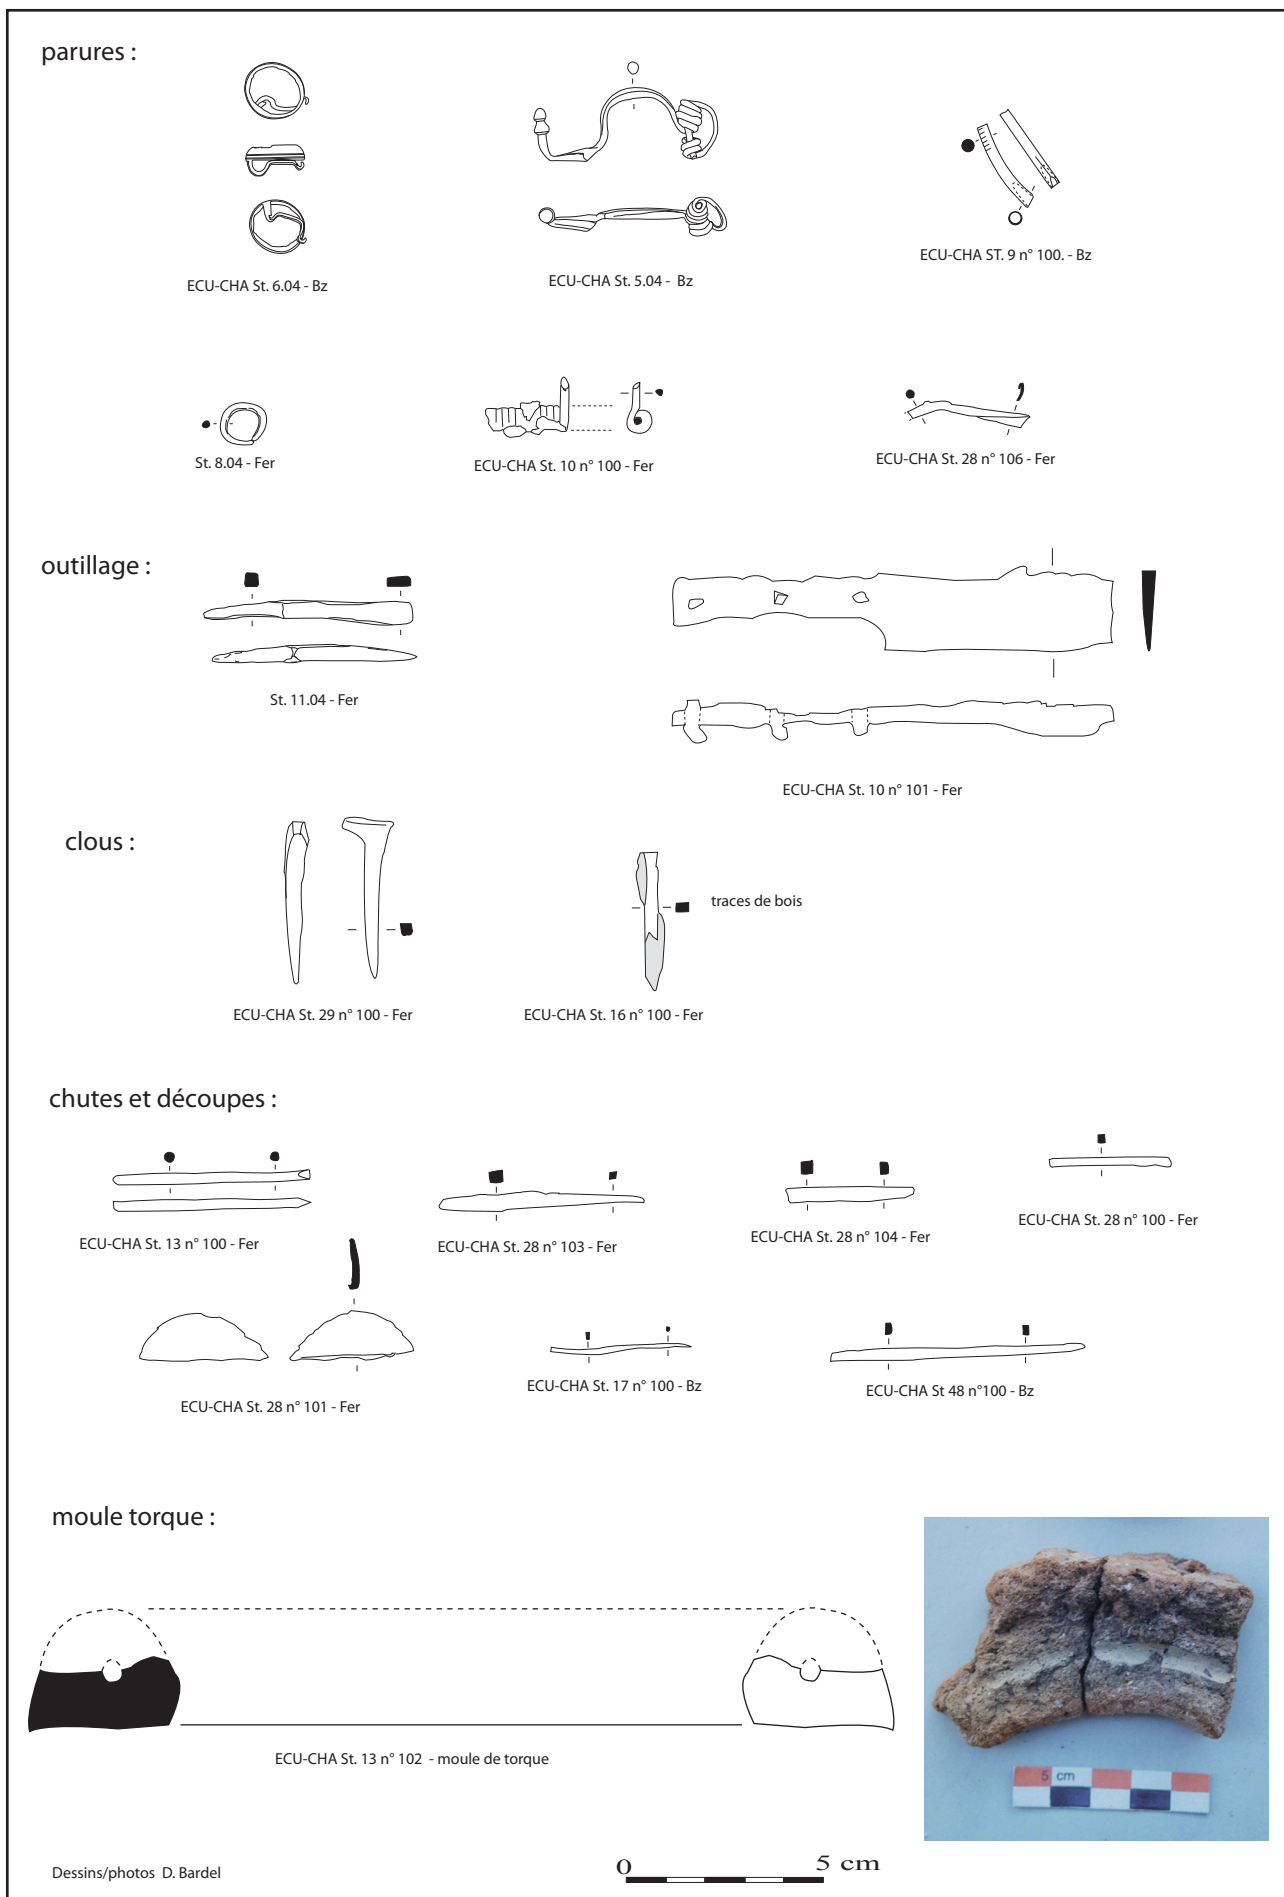 parures :
ECU-CHA St. 6.04 - Bz
ECU-CHA St. 5.04 - Bz
ECU-CHA ST. 9 n° 100. - Bz
St. 8.04 - Fer
ECU-CHA St. 10 n° 100 - Fer
ECU-CHA St. 28 n° 106 - Fer
outillage :
St. 11.04 - Fer
ECU-CHA St. 10 n° 101 - Fer
clous :
traces de bois
ECU-CHA St. 29 n° 100 - Fer
ECU-CHA St. 16 n° 100 - Fer
chutes et découpes :
ECU-CHA St. 13 n° 100 - Fer
ECU-CHA St. 28 n° 103 - Fer
ECU-CHA St. 28 n° 104 - Fer
ECU-CHA St. 28 n° 100 - Fer
ECU-CHA St. 28 n° 101 - Fer
ECU-CHA St. 17 n° 100 - Bz
ECU-CHA St 48 n°100 - Bz
moule torque :
ECU-CHA St. 13 n° 102 - moule de torque
5 cm
Dessins/photos D. Bardel
0 5 cm